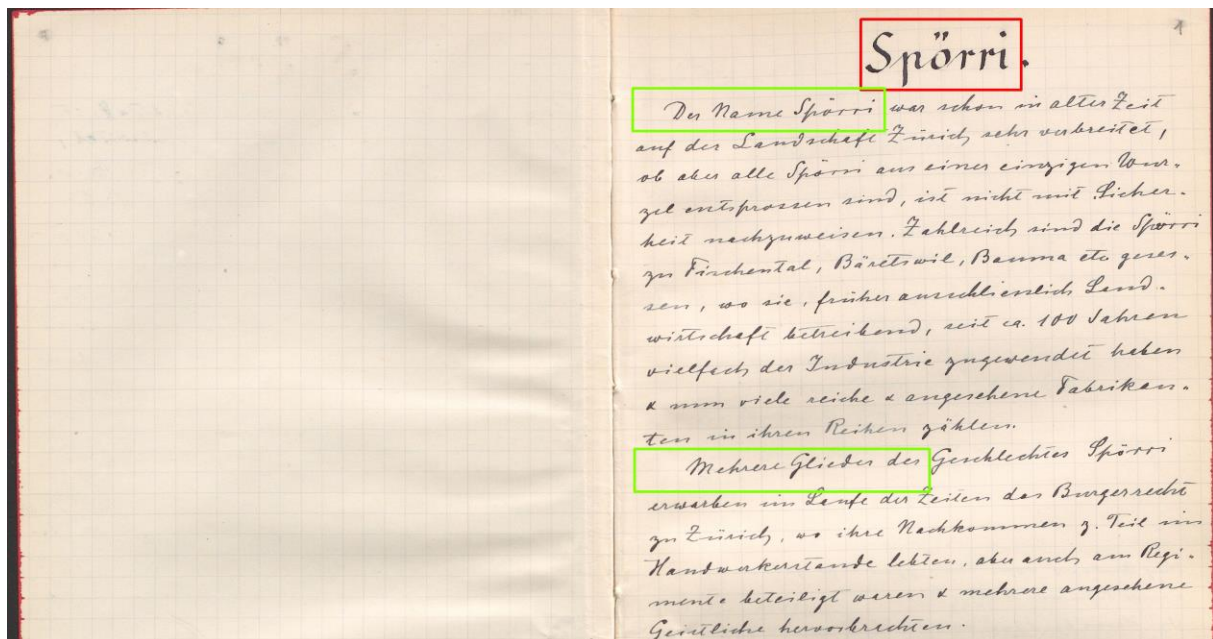 1
Spörri.
Der Name Spörri war schon in alter Zeit
auf der Landschaft Zürich sehr verbreitet,
ob aber alle Spörri aus einer einzigen Wur-
zel entsprossen sind, ist nicht mit Sicher-
heit nachzuweisen. Zahlreich sind die Spörri
zu Fischental, Bäretswil, Bauma etc geses-
sen, wo sie, früher ausschliesslich Land-
wirtschaft betreibend, seit ca. 100 Jahren
vielfach der Industrie zugewendet haben
& nun viele reiche & angesehene Fabrikan-
ten in ihren Reihen zählen.
Mehrere Glieder des Geschlechtes Spörri
erwarben im Laufe der Zeiten das Burgerrecht
zu Zürich, wo ihre Nachkommen z. Teil im
Handwerkerstande lebten, aber auch am Regi-
mente beteiligt waren & mehrere angesehene
Geistliche hervorbrachten.